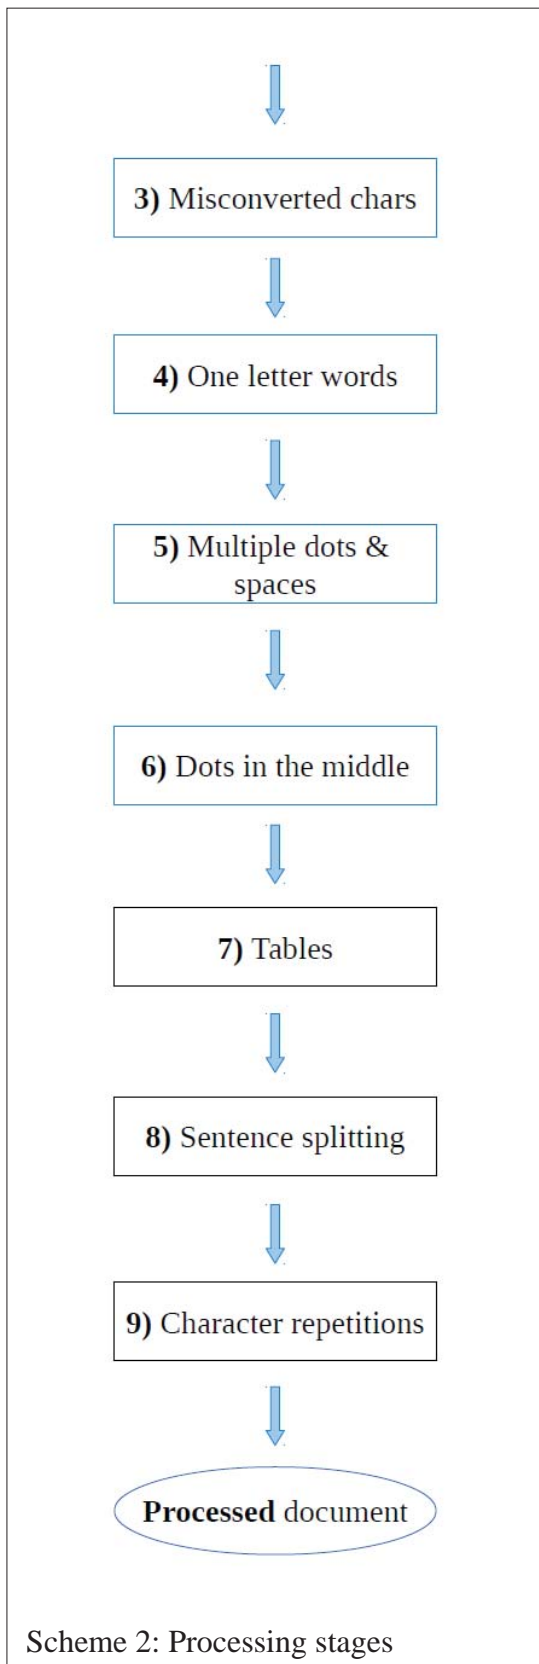 3) Misconverted chars
4) One letter words
5) Multiple dots &
spaces
6) Dots in the middle
7) Tables
8) Sentence splitting
9) Character repetitions
Processed document
Scheme 2: Processing stages